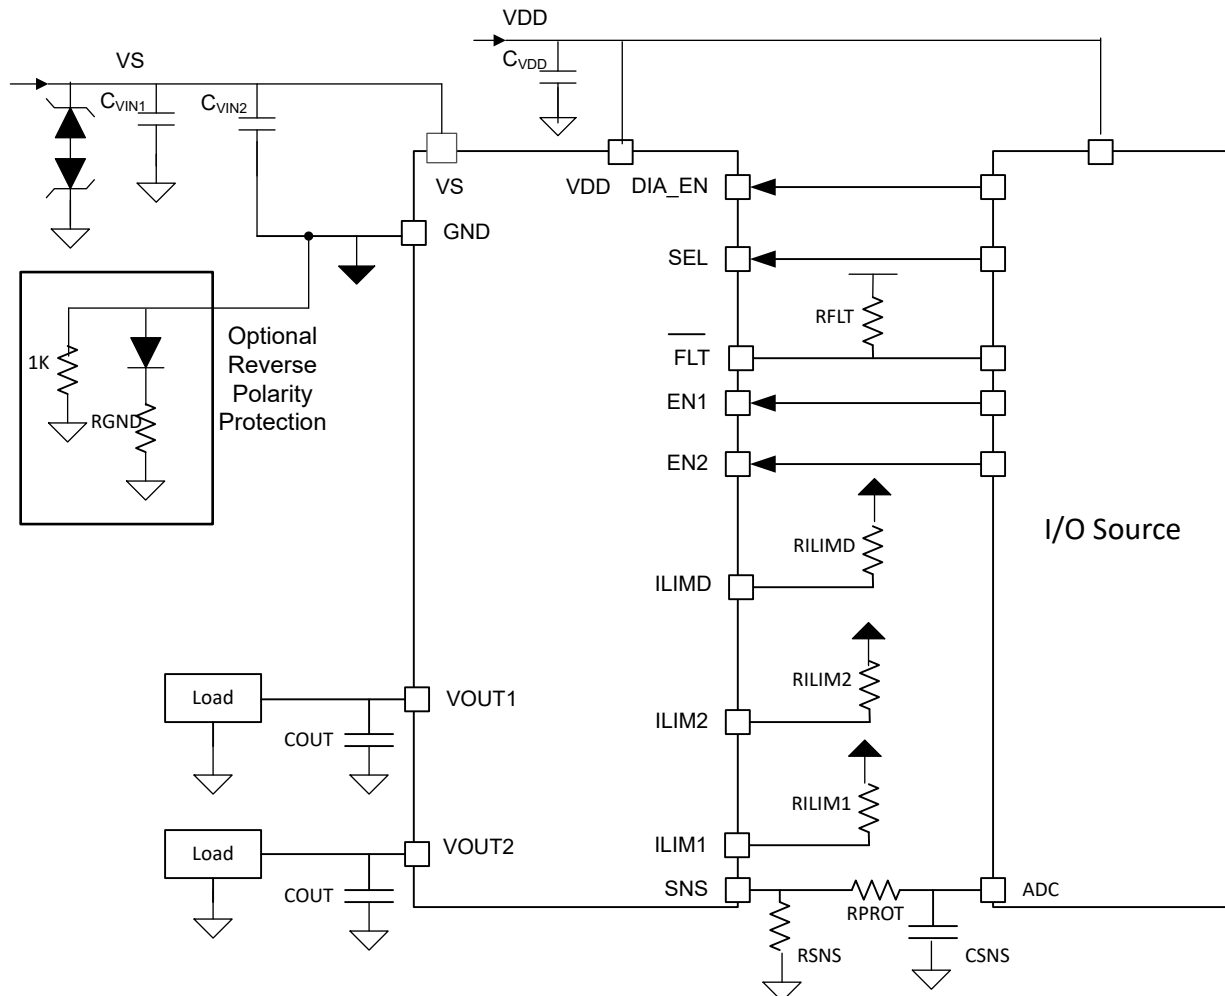 VDD
VS
CVDD
CVIN1
CVIN2
VS
VDD
DIA_EN
GND
SEL
RFLT
Optional
Reverse
Polarity
Protection
1K
RGND
FLT
EN1
EN2
I/O Source
RILIMD
ILIMD
RILIM2
Load
VOUT1
ILIM2
COUT
RILIM1
Load
VOUT2
ILIM1
COUT
SNS
RPROT
ADC
RSNS
CSNS